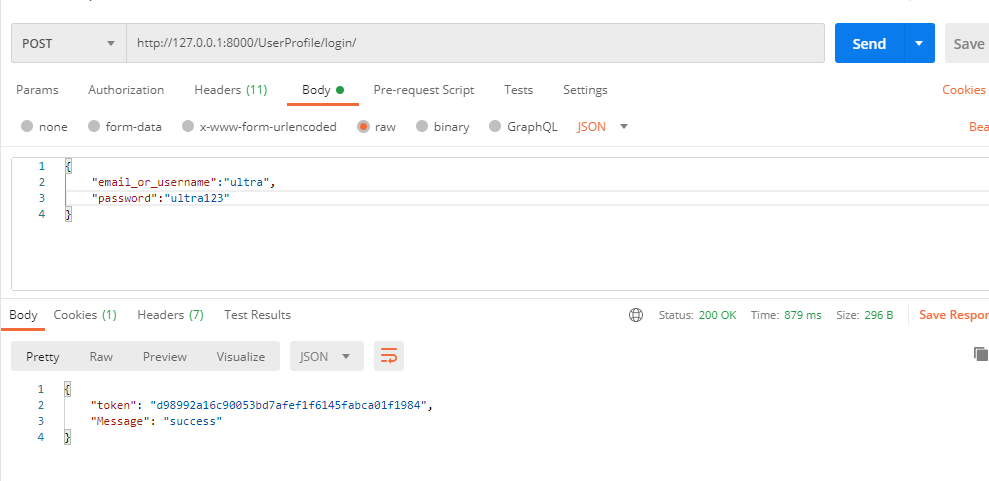 POST http://127.0.0.1:8000/UserProfile/login/ Send Save
Params Authorization Headers (11) Body Pre-request Script Tests Settings Cookies
none form-data x-www-form-urlencoded raw binary GraphQL JSON Bea
1 {
2 "email_or_username":"ultra",
3 "password":"ultra123"
4 }
Body Cookies (1) Headers (7) Test Results Status: 200 OK Time: 879 ms Size: 296 B Save Respor
Pretty Raw Preview Visualize JSON
1 {
2 "token": "d98992a16c90053bd7afef1f6145fabca01f1984",
3 "Message": "success"
4 }